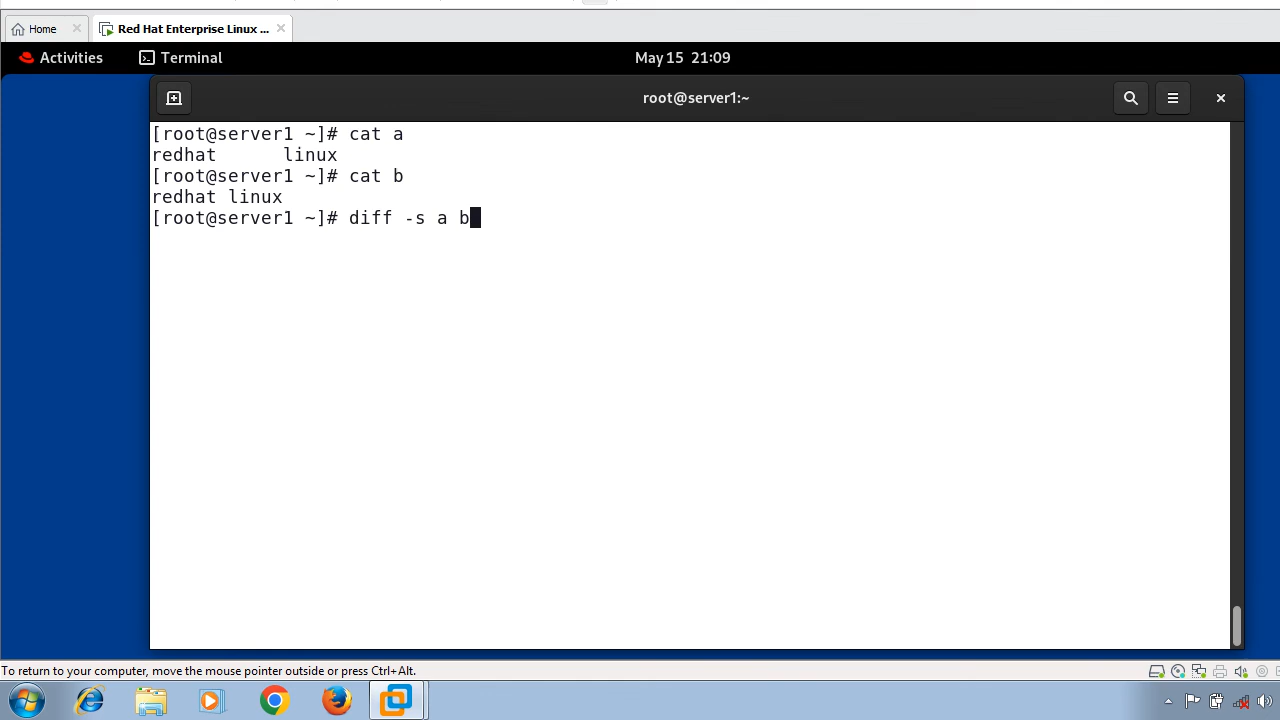 Home
Red Hat Enterprise Linux ...
Activities
Terminal
May 15 21:09
root@server1:~
[root@server1 ~]# cat a
redhat      linux
[root@server1 ~]# cat b
redhat linux
[root@server1 ~]# diff -s a b
To return to your computer, move the mouse pointer outside or press Ctrl+Alt.